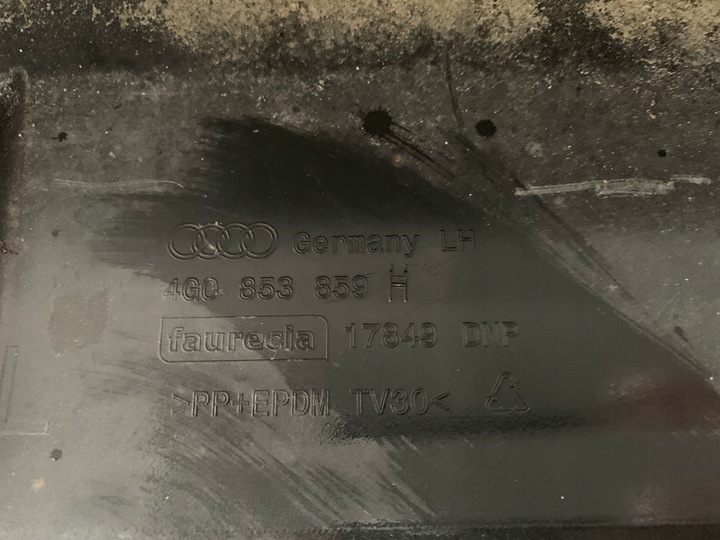 Germany LH
4G0 853 859 H
faurecia 17849 DNP
>PP+EPDM TV30<